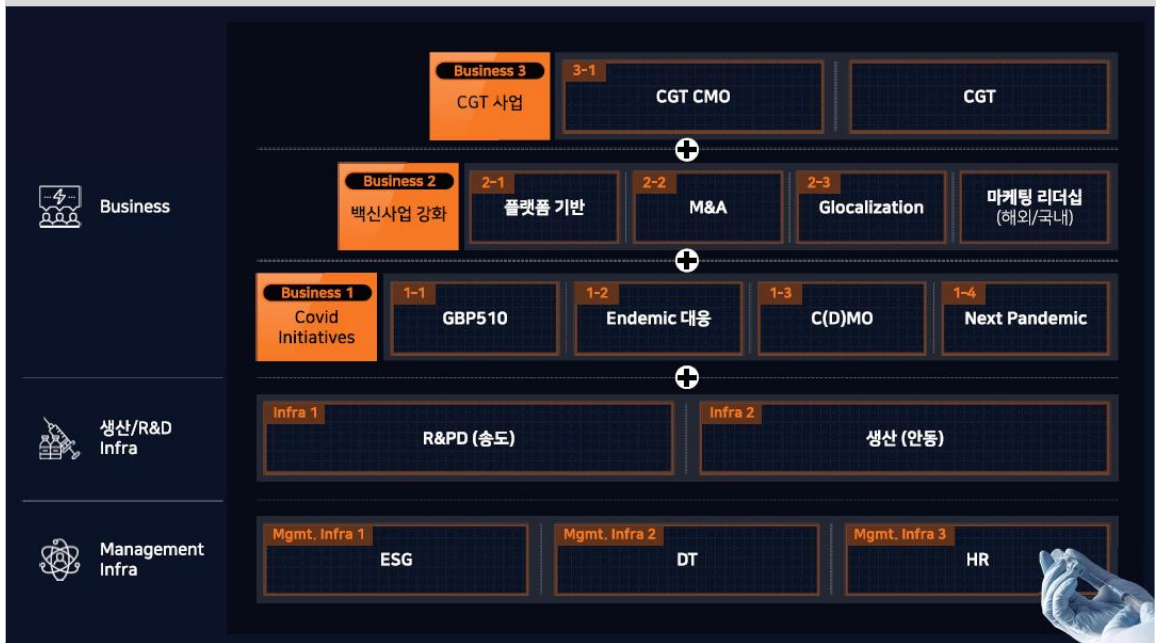 Business 3
CGT 사업
3-1
CGT CMO
CGT
Business
Business 2
백신사업 강화
2-1
플랫폼 기반
2-2
M&A
2-3
Glocalization
마케팅 리더십
(해외/국내)
Business 1
Covid
Initiatives
1-1
GBP510
1-2
Endemic 대응
1-3
C(D)MO
1-4
Next Pandemic
생산/R&D
Infra
Infra 1
R&PD (송도)
Infra 2
생산 (안동)
Management
Infra
Mgmt. Infra 1
ESG
Mgmt. Infra 2
DT
Mgmt. Infra 3
HR